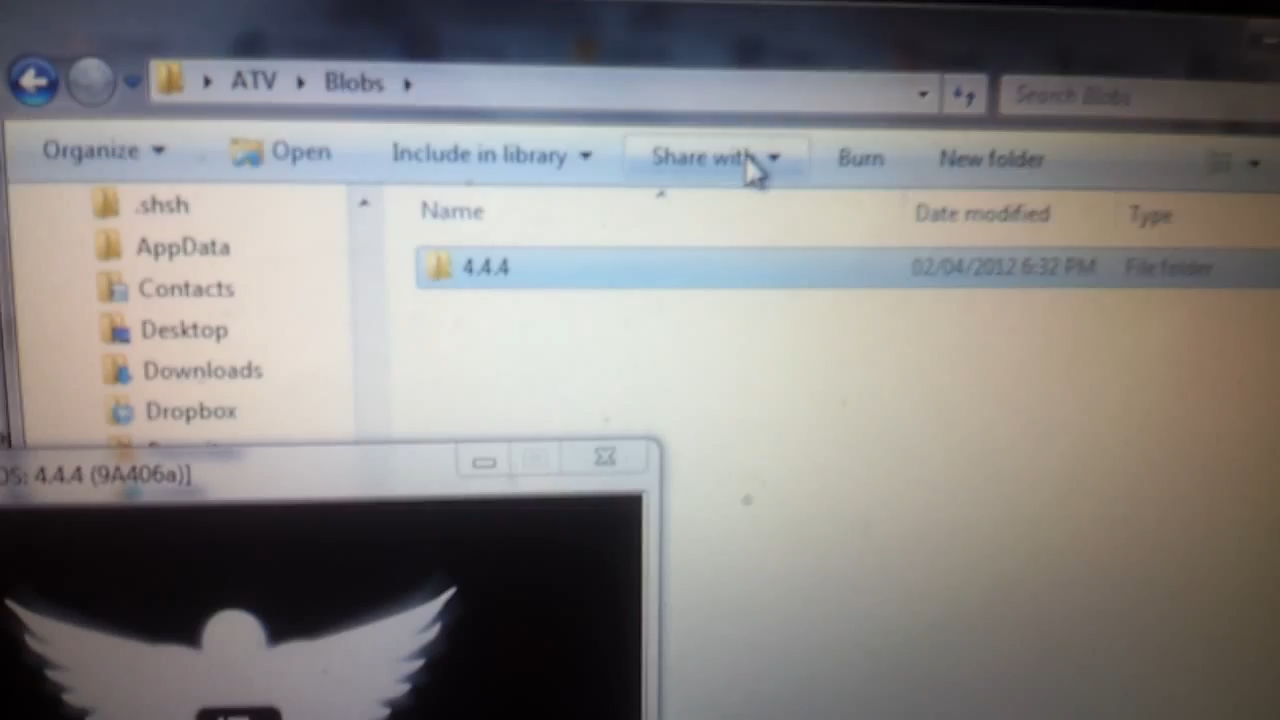 ATV Blobs Search Blobs
Organize Open Include in library Share with Burn New folder
.shsh
AppData
Contacts
Desktop
Downloads
Dropbox
Name Date modified Type
4.4.4 02/04/2012 6:32 PM File folder
OS: 4.4.4 (9A406a)]